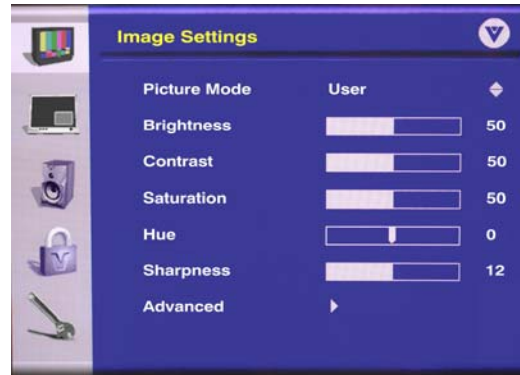 Image Settings
Picture Mode User
Brightness 50
Contrast 50
Saturation 50
Hue 0
Sharpness 12
Advanced